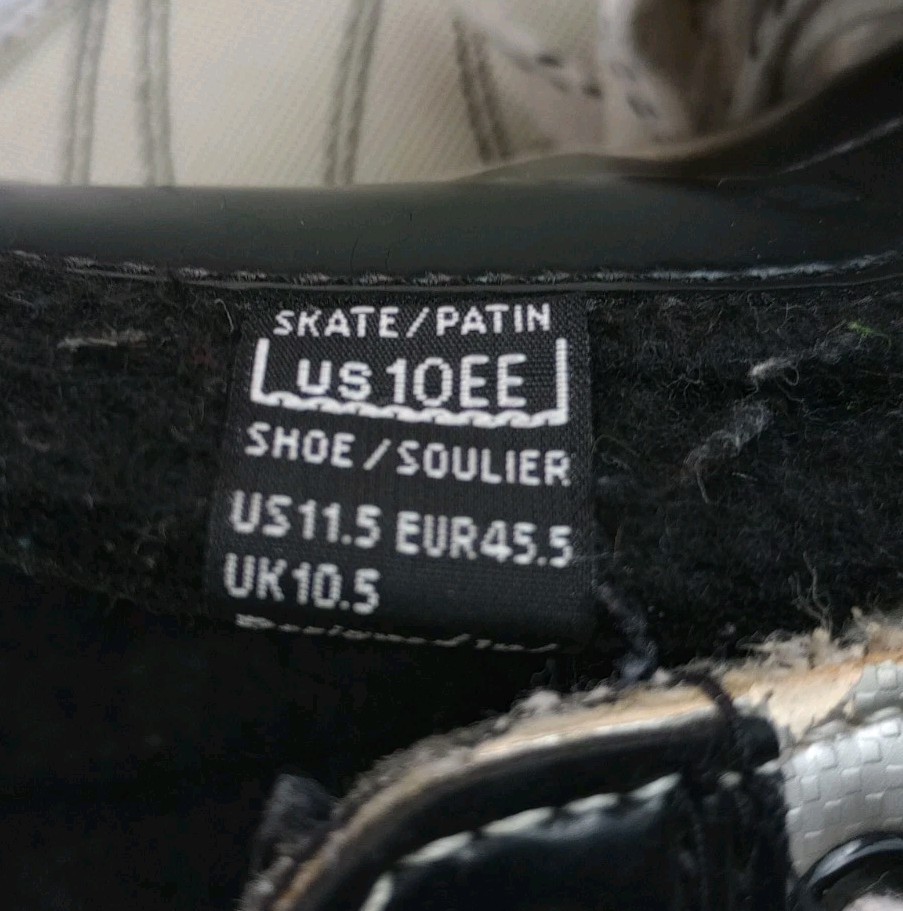 SKATE/PATIN
US10EE
SHOE/SOULIER
US11.5 EUR45.5
UK10.5